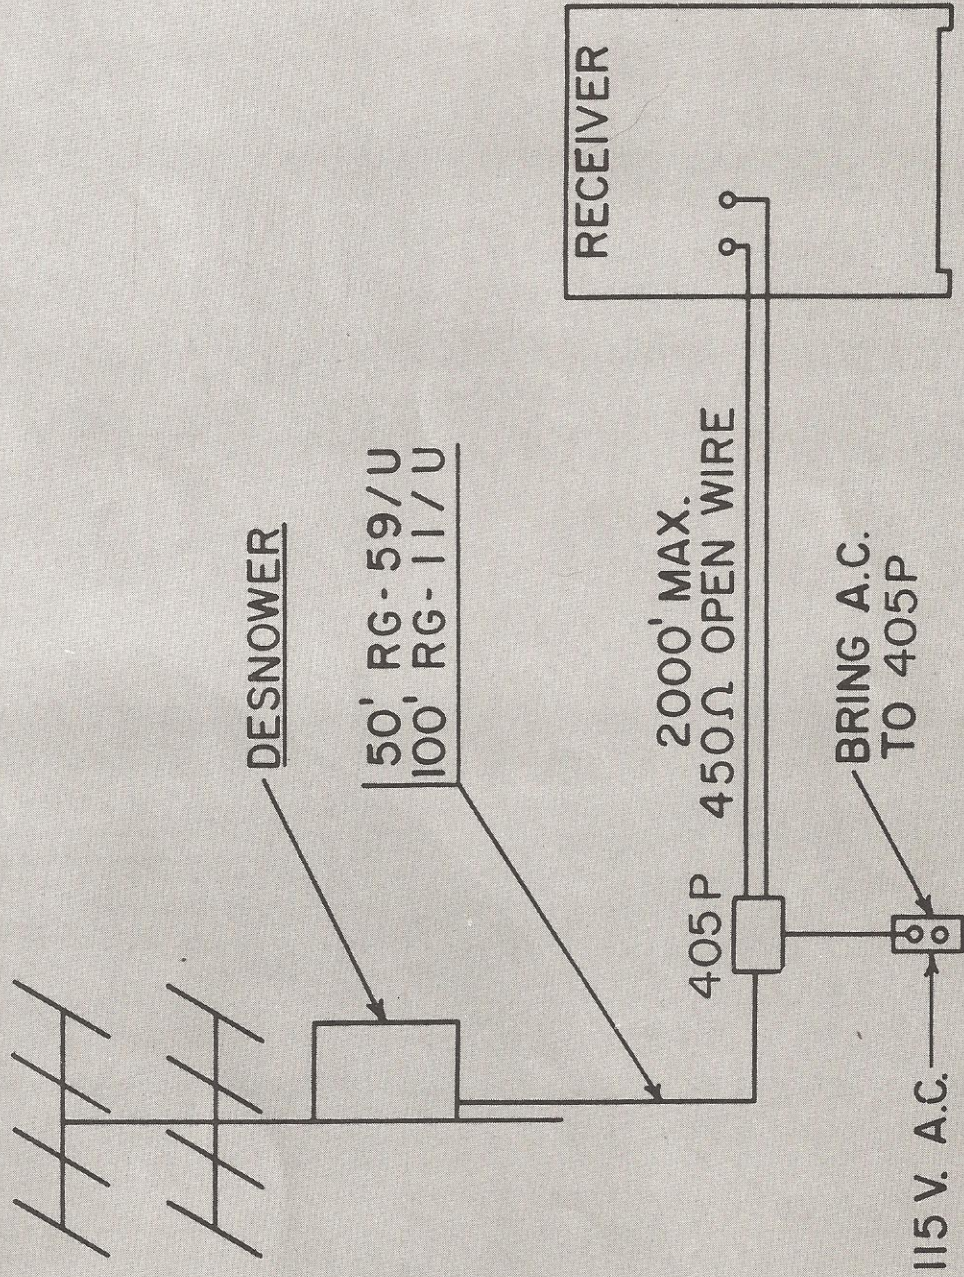 DESNOWER
50' RG-59/U
100' RG-11/U
RECEIVER
2000' MAX.
450Ω OPEN WIRE
405P
BRING A.C.
TO 405P
115 V. A.C.